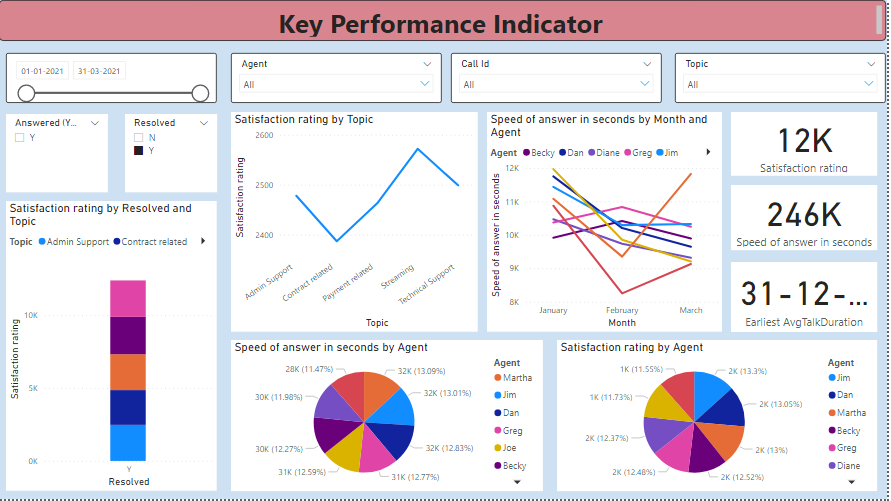 Key Performance Indicator
01-01-2021 31-03-2021
Agent
All
Call Id
All
Topic
All
Answered (Y...
Y
Resolved
N
Y
Satisfaction rating by Topic
Satisfaction rating
2600
2500
2400
Admin Support
Contract related
Payment related
Streaming
Technical Support
Topic
Speed of answer in seconds by Month and
Agent
Agent Becky Dan Diane Greg Jim
Speed of answer in seconds
12K
11K
10K
9K
8K
January February March
Month
12K
Satisfaction rating
246K
Speed of answer in seconds
31-12-...
Earliest AvgTalkDuration
Satisfaction rating by Resolved and
Topic
Topic Admin Support Contract related
Satisfaction rating
10K
5K
0K
Y
Resolved
Speed of answer in seconds by Agent
28K (11.47%)
32K (13.09%)
30K (11.98%)
32K (13.01%)
30K (12.27%)
32K (12.83%)
31K (12.59%)
31K (12.77%)
Agent
Martha
Jim
Dan
Greg
Joe
Becky
Satisfaction rating by Agent
1K (11.55%)
2K (13.3%)
1K (11.73%)
2K (13.05%)
2K (12.37%)
2K (13%)
2K (12.48%)
2K (12.52%)
Agent
Jim
Dan
Martha
Becky
Greg
Diane